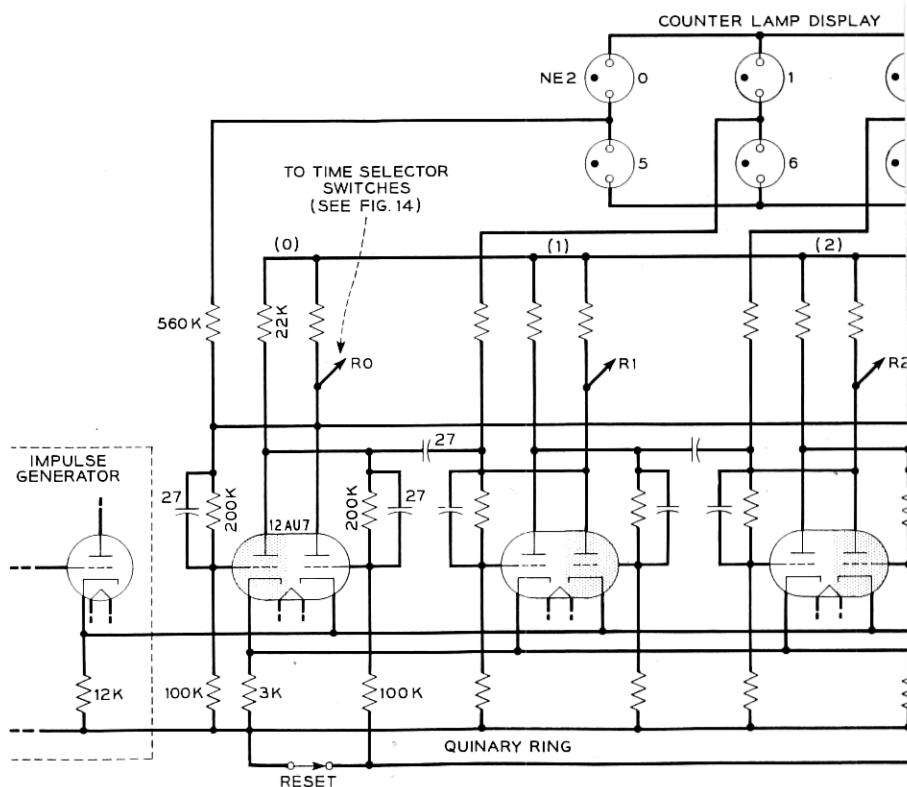 COUNTER LAMP DISPLAY
NE2
0
1
5
6
TO TIME SELECTOR
SWITCHES
(SEE FIG. 14)
(0)
(1)
(2)
560K
22K
R0
R1
R2
27
IMPULSE
GENERATOR
27
200K
12AU7
200K
27
12K
100K
3K
100K
QUINARY RING
RESET